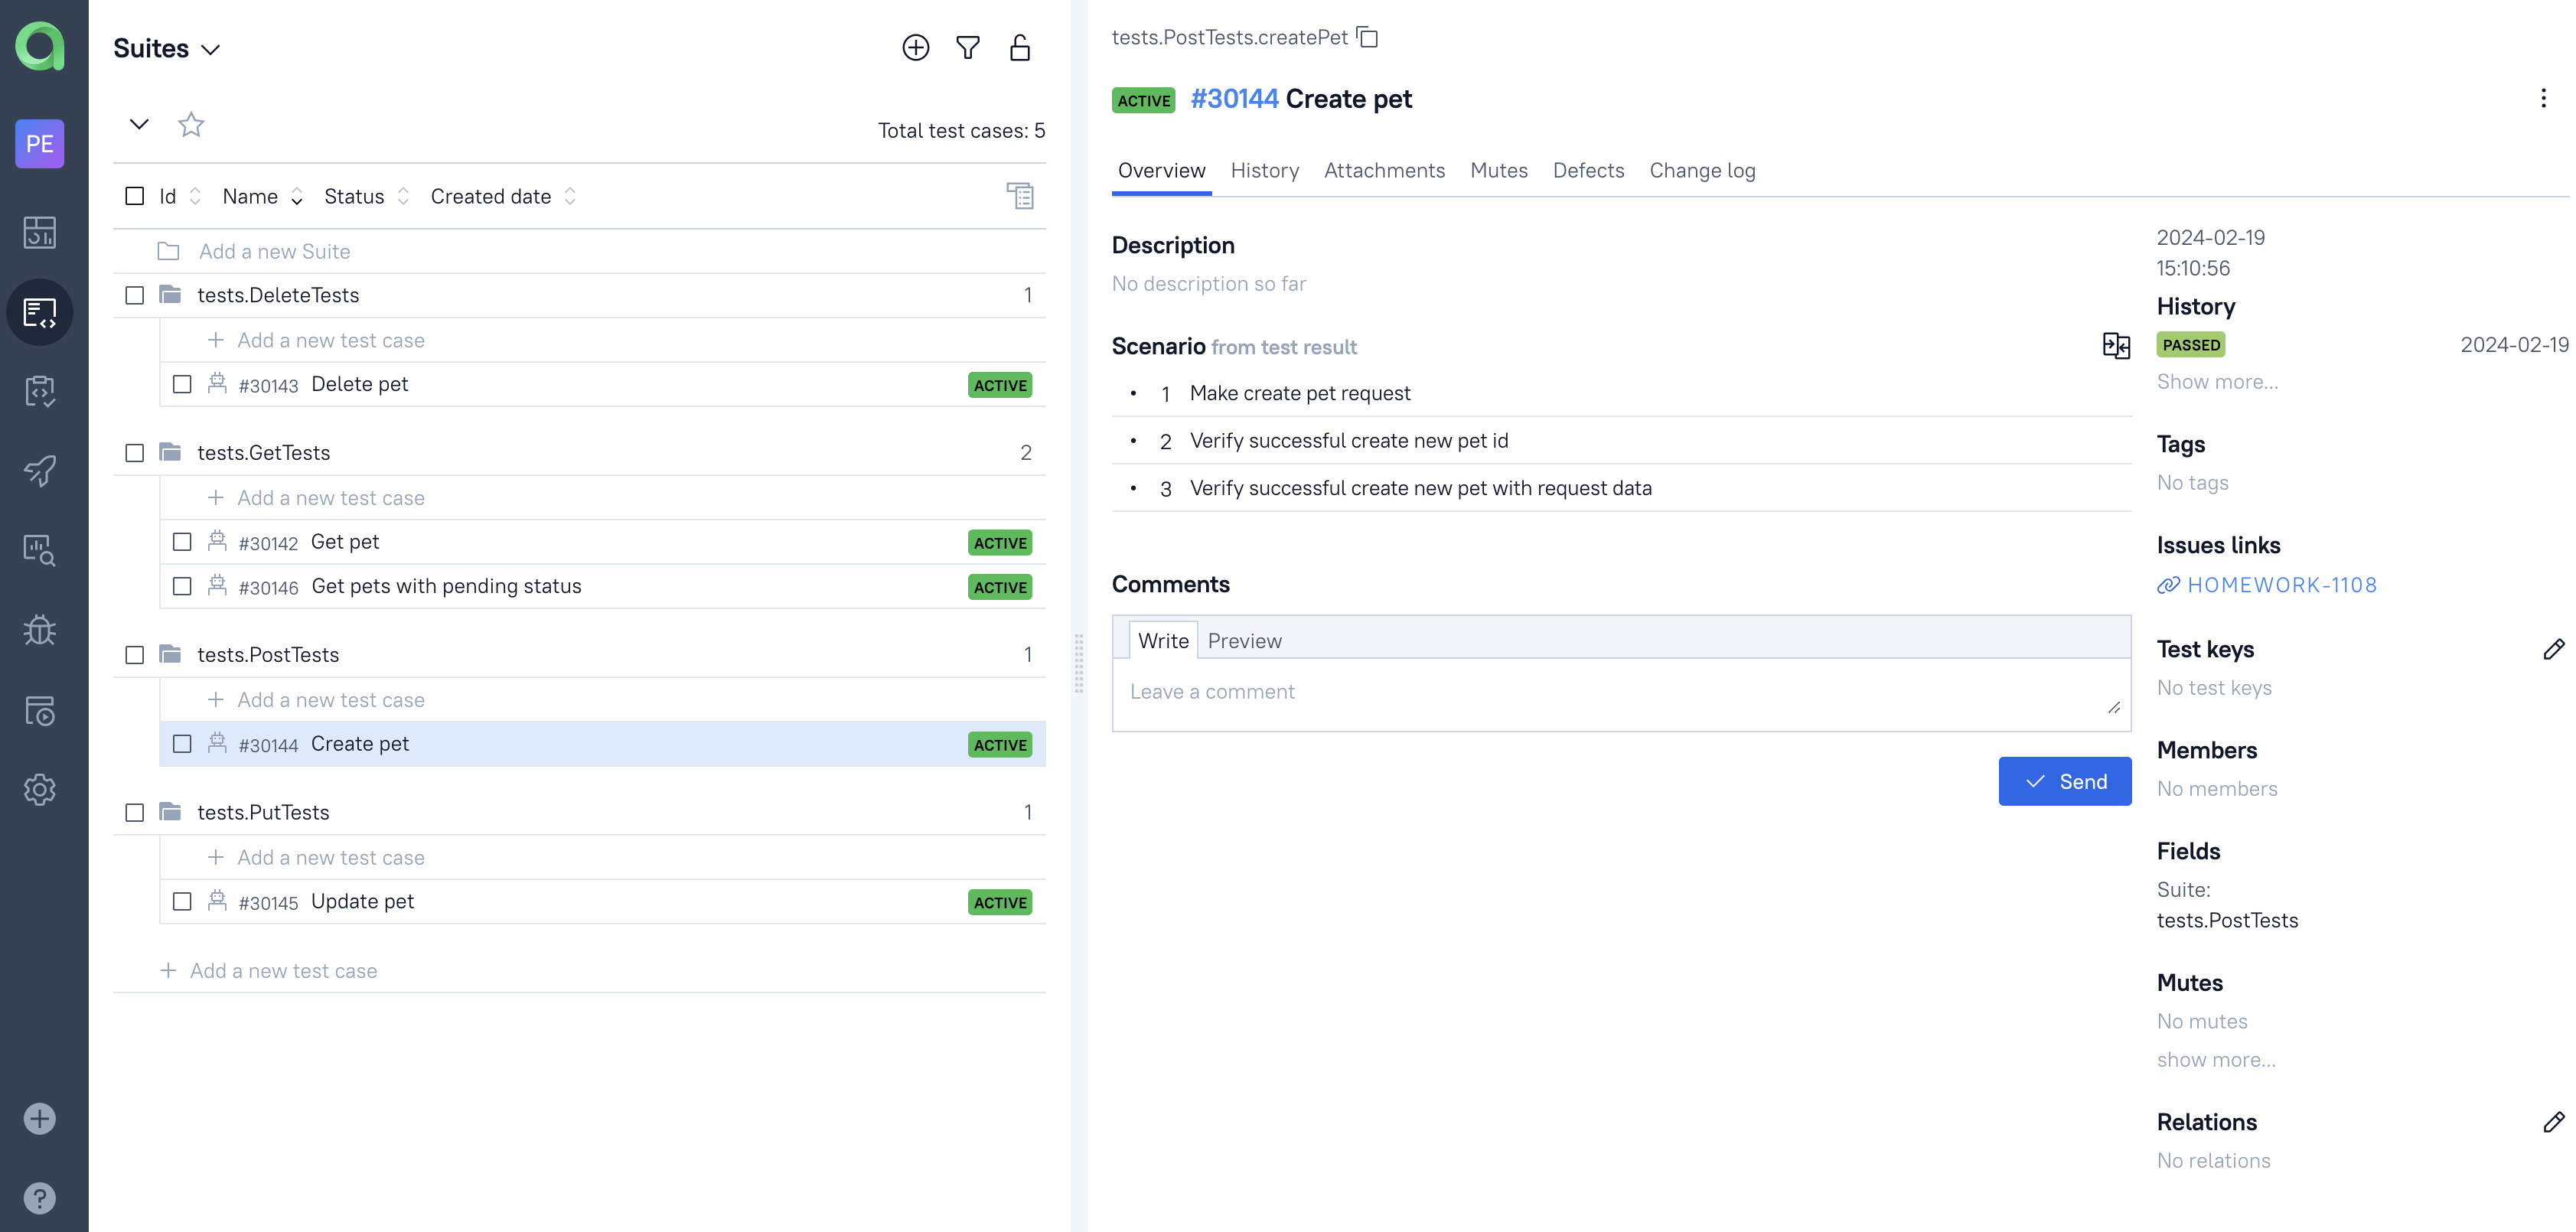 PE
Suites
Total test cases: 5
Id Name Status Created date
Add a new Suite
tests.DeleteTests 1
Add a new test case
#30143 Delete pet ACTIVE
tests.GetTests 2
Add a new test case
#30142 Get pet ACTIVE
#30146 Get pets with pending status ACTIVE
tests.PostTests 1
Add a new test case
#30144 Create pet ACTIVE
tests.PutTests 1
Add a new test case
#30145 Update pet ACTIVE
Add a new test case
tests.PostTests.createPet
ACTIVE #30144 Create pet
Overview History Attachments Mutes Defects Change log
Description
No description so far
Scenario from test result
• 1 Make create pet request
• 2 Verify successful create new pet id
• 3 Verify successful create new pet with request data
Comments
Write Preview
Leave a comment
Send
2024-02-19
15:10:56
History
PASSED 2024-02-19
Show more...
Tags
No tags
Issues links
HOMEWORK-1108
Test keys
No test keys
Members
No members
Fields
Suite:
tests.PostTests
Mutes
No mutes
show more...
Relations
No relations